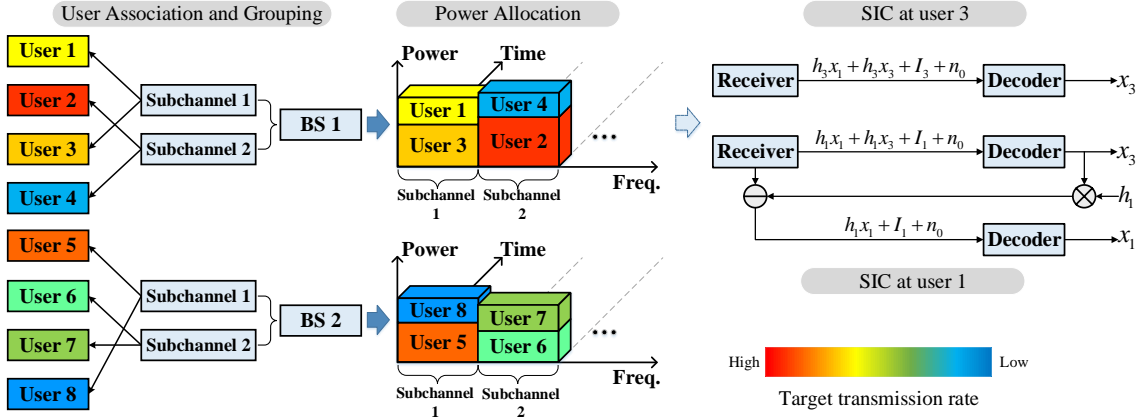 User Association and Grouping
User 1
User 2
User 3
User 4
User 5
User 6
User 7
User 8
Subchannel 1
Subchannel 2
BS 1
Subchannel 1
Subchannel 2
BS 2
Power Allocation
Power
Time
User 1
User 4
User 3
User 2
...
Freq.
Subchannel
1
Subchannel
2
Power
Time
User 8
User 7
User 5
User 6
...
Freq.
Subchannel
1
Subchannel
2
SIC at user 3
Receiver
h₃x₁ + h₃x₃ + I₃ + n₀
Decoder
x₃
Receiver
h₁x₁ + h₁x₃ + I₁ + n₀
Decoder
x₃
h₁
h₁x₁ + I₁ + n₀
Decoder
x₁
SIC at user 1
High
Low
Target transmission rate